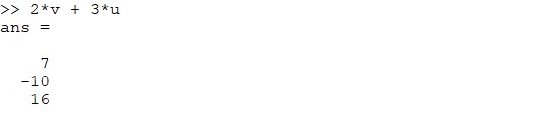 >> 2*v + 3*u
ans =
7
-10
16